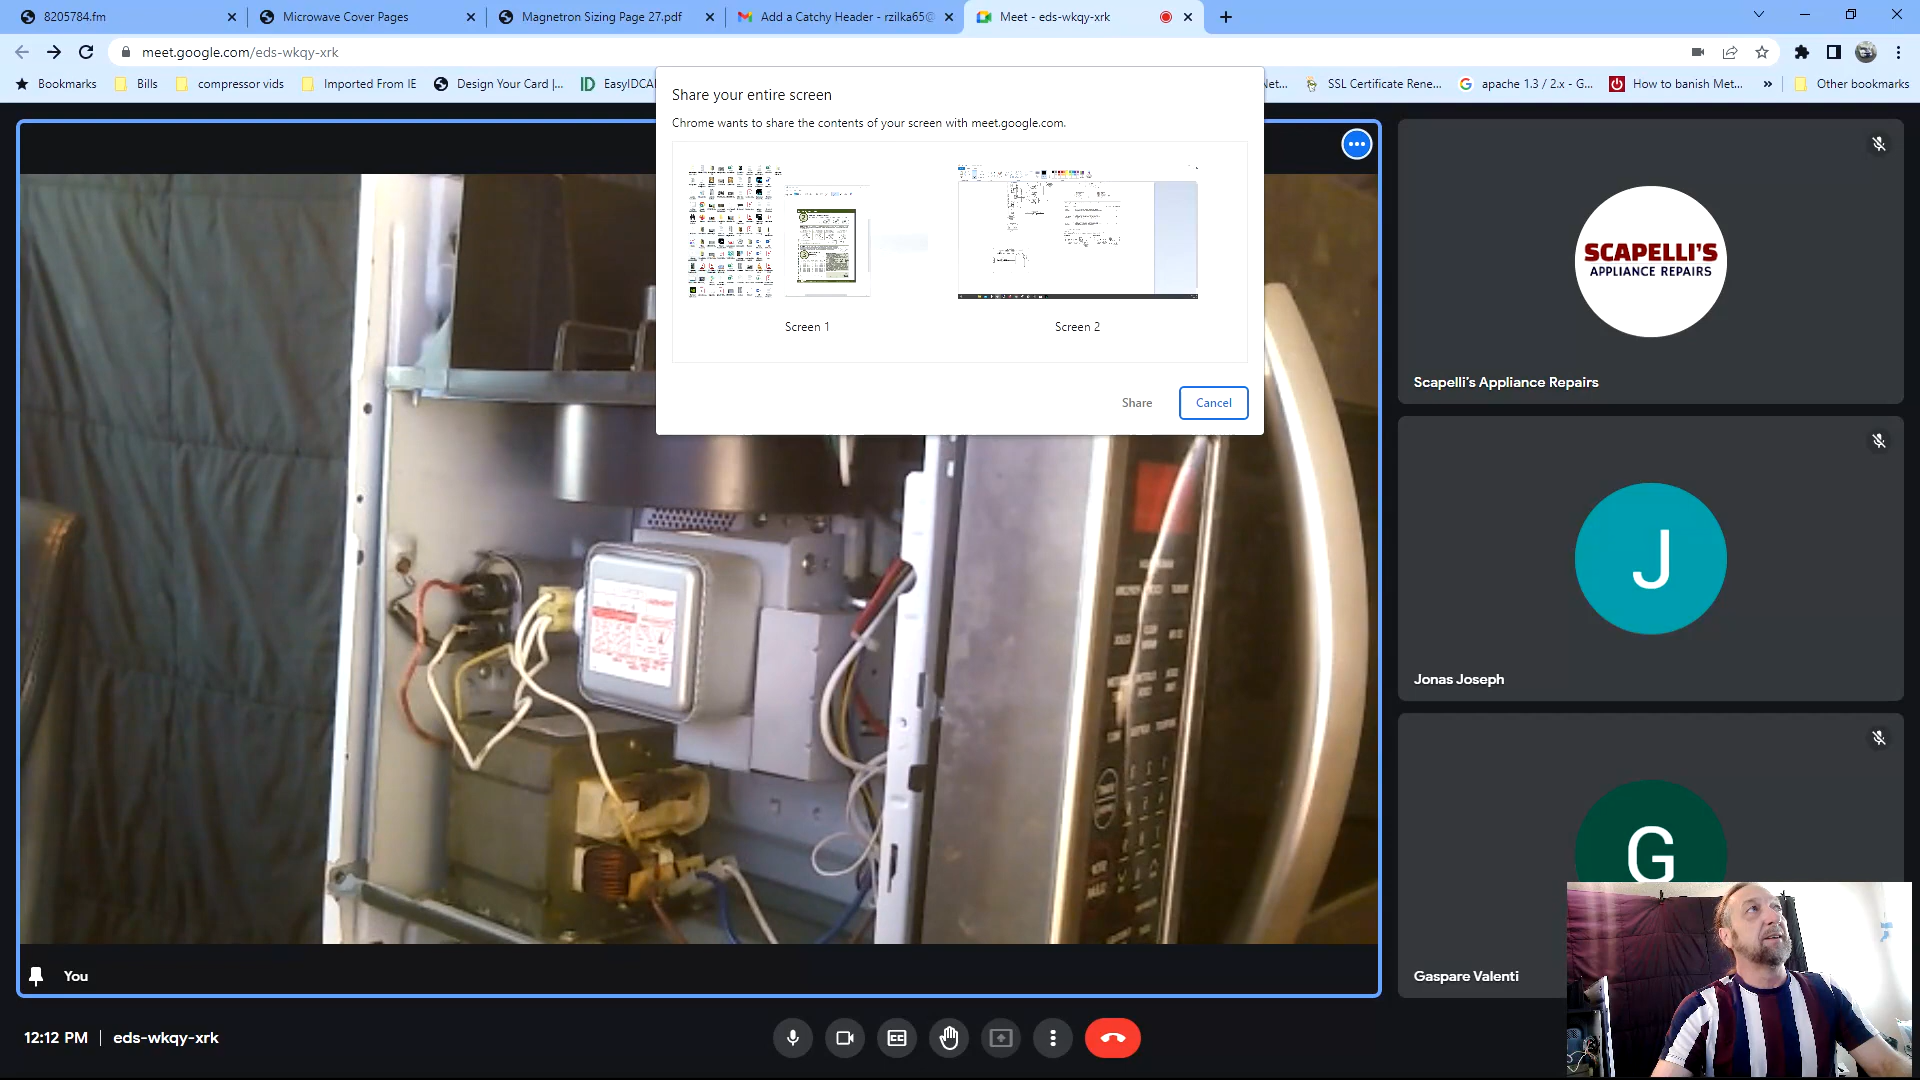 8205784.fm
Microwave Cover Pages
Magnetron Sizing Page 27.pdf
Add a Catchy Header - rzilka65@
Meet - eds-wkqy-xrk
meet.google.com/eds-wkqy-xrk
Bookmarks
Bills
compressor vids
Imported From IE
Design Your Card |...
EasyIDCA
Net...
SSL Certificate Rene...
apache 1.3 / 2.x - G...
How to banish Met...
»
Other bookmarks
Share your entire screen
Chrome wants to share the contents of your screen with meet.google.com.
Screen 1
Screen 2
Share
Cancel
SCAPELLI'S
APPLIANCE REPAIRS
Scapelli's Appliance Repairs
J
Jonas Joseph
G
Gaspare Valenti
You
12:12 PM | eds-wkqy-xrk